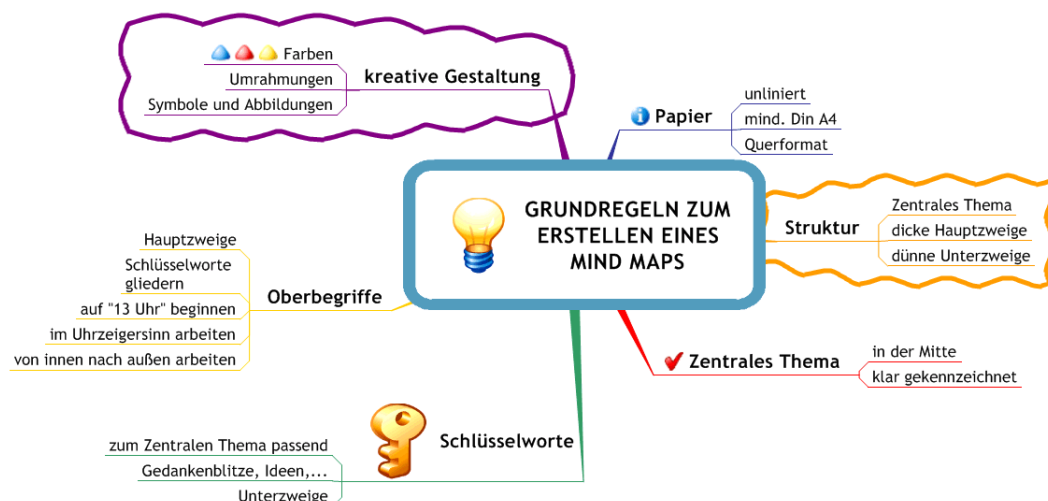 GRUNDREGELN ZUM
ERSTELLEN EINES
MIND MAPS
Papier
unliniert
mind. Din A4
Querformat
Struktur
Zentrales Thema
dicke Hauptzweige
dünne Unterzweige
Zentrales Thema
in der Mitte
klar gekennzeichnet
Schlüsselworte
zum Zentralen Thema passend
Gedankenblitze, Ideen,...
Unterzweige
Oberbegriffe
Hauptzweige
Schlüsselworte
gliedern
auf "13 Uhr" beginnen
im Uhrzeigersinn arbeiten
von innen nach außen arbeiten
kreative Gestaltung
Farben
Umrahmungen
Symbole und Abbildungen